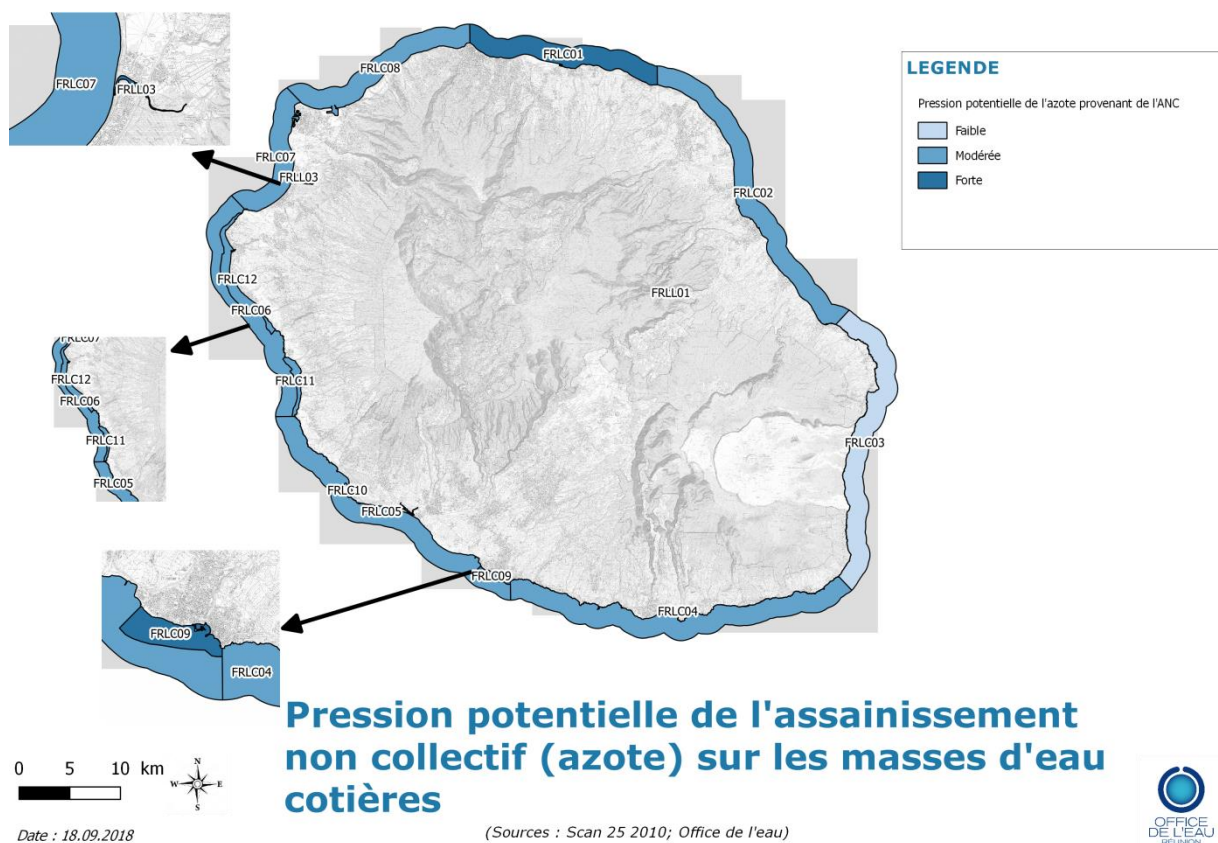 FRLC07
FRLL03
FRLC01
FRLC08
FRLC07
FRLL03
FRLC02
FRLC12
FRLC06
FRLL01
FRLC11
FRLC03
FRLC10
FRLC05
FRLC09
FRLC04
FRLC07
FRLC12
FRLC06
FRLC11
FRLC05
FRLC09
FRLC04
LEGENDE
Pression potentielle de l'azote provenant de l'ANC
Faible
Modérée
Forte
Pression potentielle de l'assainissement
non collectif (azote) sur les masses d'eau
cotières
0 5 10 km
N
W E
S
Date : 18.09.2018
(Sources : Scan 25 2010; Office de l'eau)
OFFICE
DE L'EAU
RÉUNION